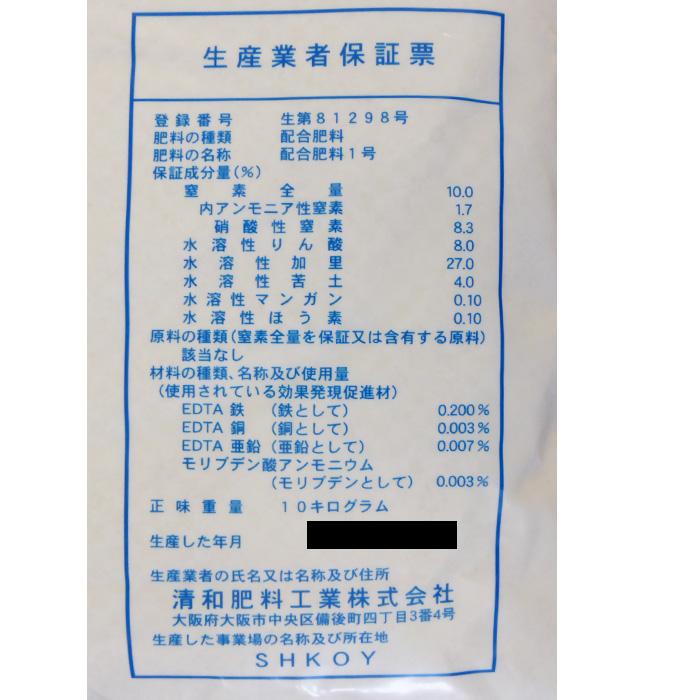 生産業者保証票
登録番号 生第81298号
肥料の種類 配合肥料
肥料の名称 配合肥料1号
保証成分量(%)
窒素全量 10.0
内アンモニア性窒素 1.7
硝酸性窒素 8.3
水溶性りん酸 8.0
水溶性加里 27.0
水溶性苦土 4.0
水溶性マンガン 0.10
水溶性ほう素 0.10
原料の種類(窒素全量を保証又は含有する原料)
該当なし
材料の種類、名称及び使用量
(使用されている効果発現促進材)
EDTA 鉄 (鉄として) 0.200%
EDTA 銅 (銅として) 0.003%
EDTA 亜鉛 (亜鉛として) 0.007%
モリブデン酸アンモニウム
(モリブデンとして) 0.003%
正味重量 10キログラム
生産した年月
生産業者の氏名又は名称及び住所
清和肥料工業株式会社
大阪府大阪市中央区備後町四丁目3番4号
生産した事業場の名称及び所在地
SHKOY